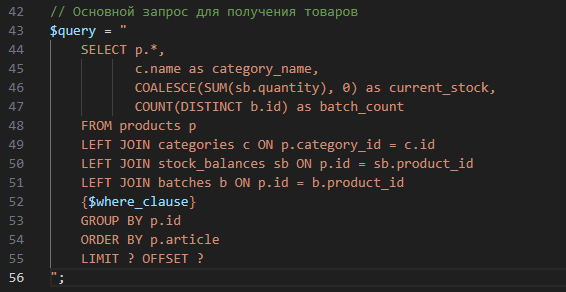 42 // Основной запрос для получения товаров
43 $query = "
44 SELECT p.*,
45 c.name as category_name,
46 COALESCE(SUM(sb.quantity), 0) as current_stock,
47 COUNT(DISTINCT b.id) as batch_count
48 FROM products p
49 LEFT JOIN categories c ON p.category_id = c.id
50 LEFT JOIN stock_balances sb ON p.id = sb.product_id
51 LEFT JOIN batches b ON p.id = b.product_id
52 {$where_clause}
53 GROUP BY p.id
54 ORDER BY p.article
55 LIMIT ? OFFSET ?
56 ";